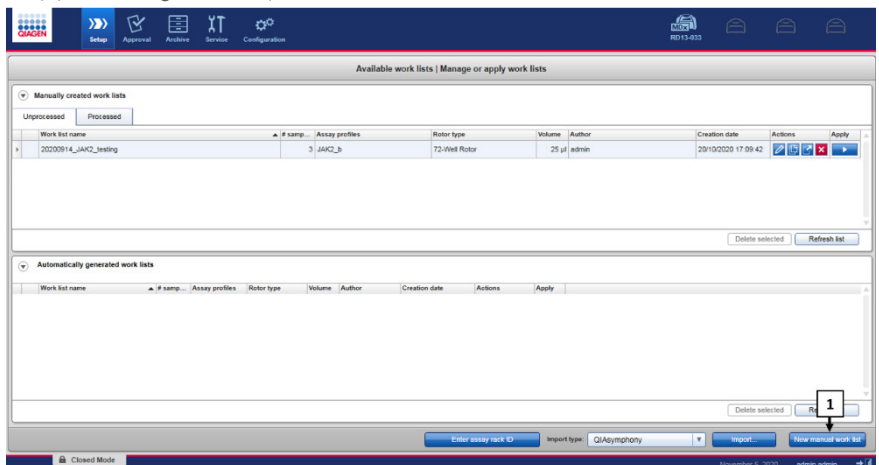 QIAGEN
Setup Approval Archive Service Configuration
MDx
RD13-033
Available work lists | Manage or apply work lists
Manually created work lists
Unprocessed Processed
Work list name # samp... Assay profiles Rotor type Volume Author Creation date Actions Apply
20200914_JAK2_testing 3 JAK2_b 72-Well Rotor 25 µl admin 20/10/2020 17:09:42
Delete selected Refresh list
Automatically generated work lists
Work list name # samp... Assay profiles Rotor type Volume Author Creation date Actions Apply
Delete selected
1
Enter assay rack ID Import type: QIAsymphony Import... New manual work list
Closed Mode November 5, 2020 admin admin